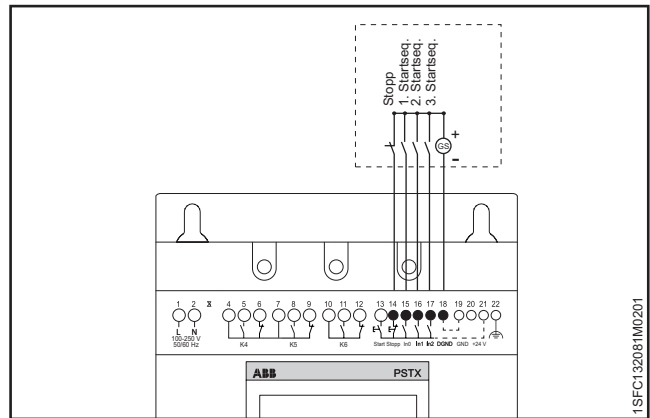 Stopp
1. Startseq.
2. Startseq.
3. Startseq.
+
GS
-
1 2 4 5 6 7 8 9 10 11 12 13 14 15 16 17 18 19 20 21 22
L N
100-250 V
50/60 Hz
K4 K5 K6 Start Stopp In0 In1 In2 DGND GND +24 V
ABB PSTX
1SFC132081M0201